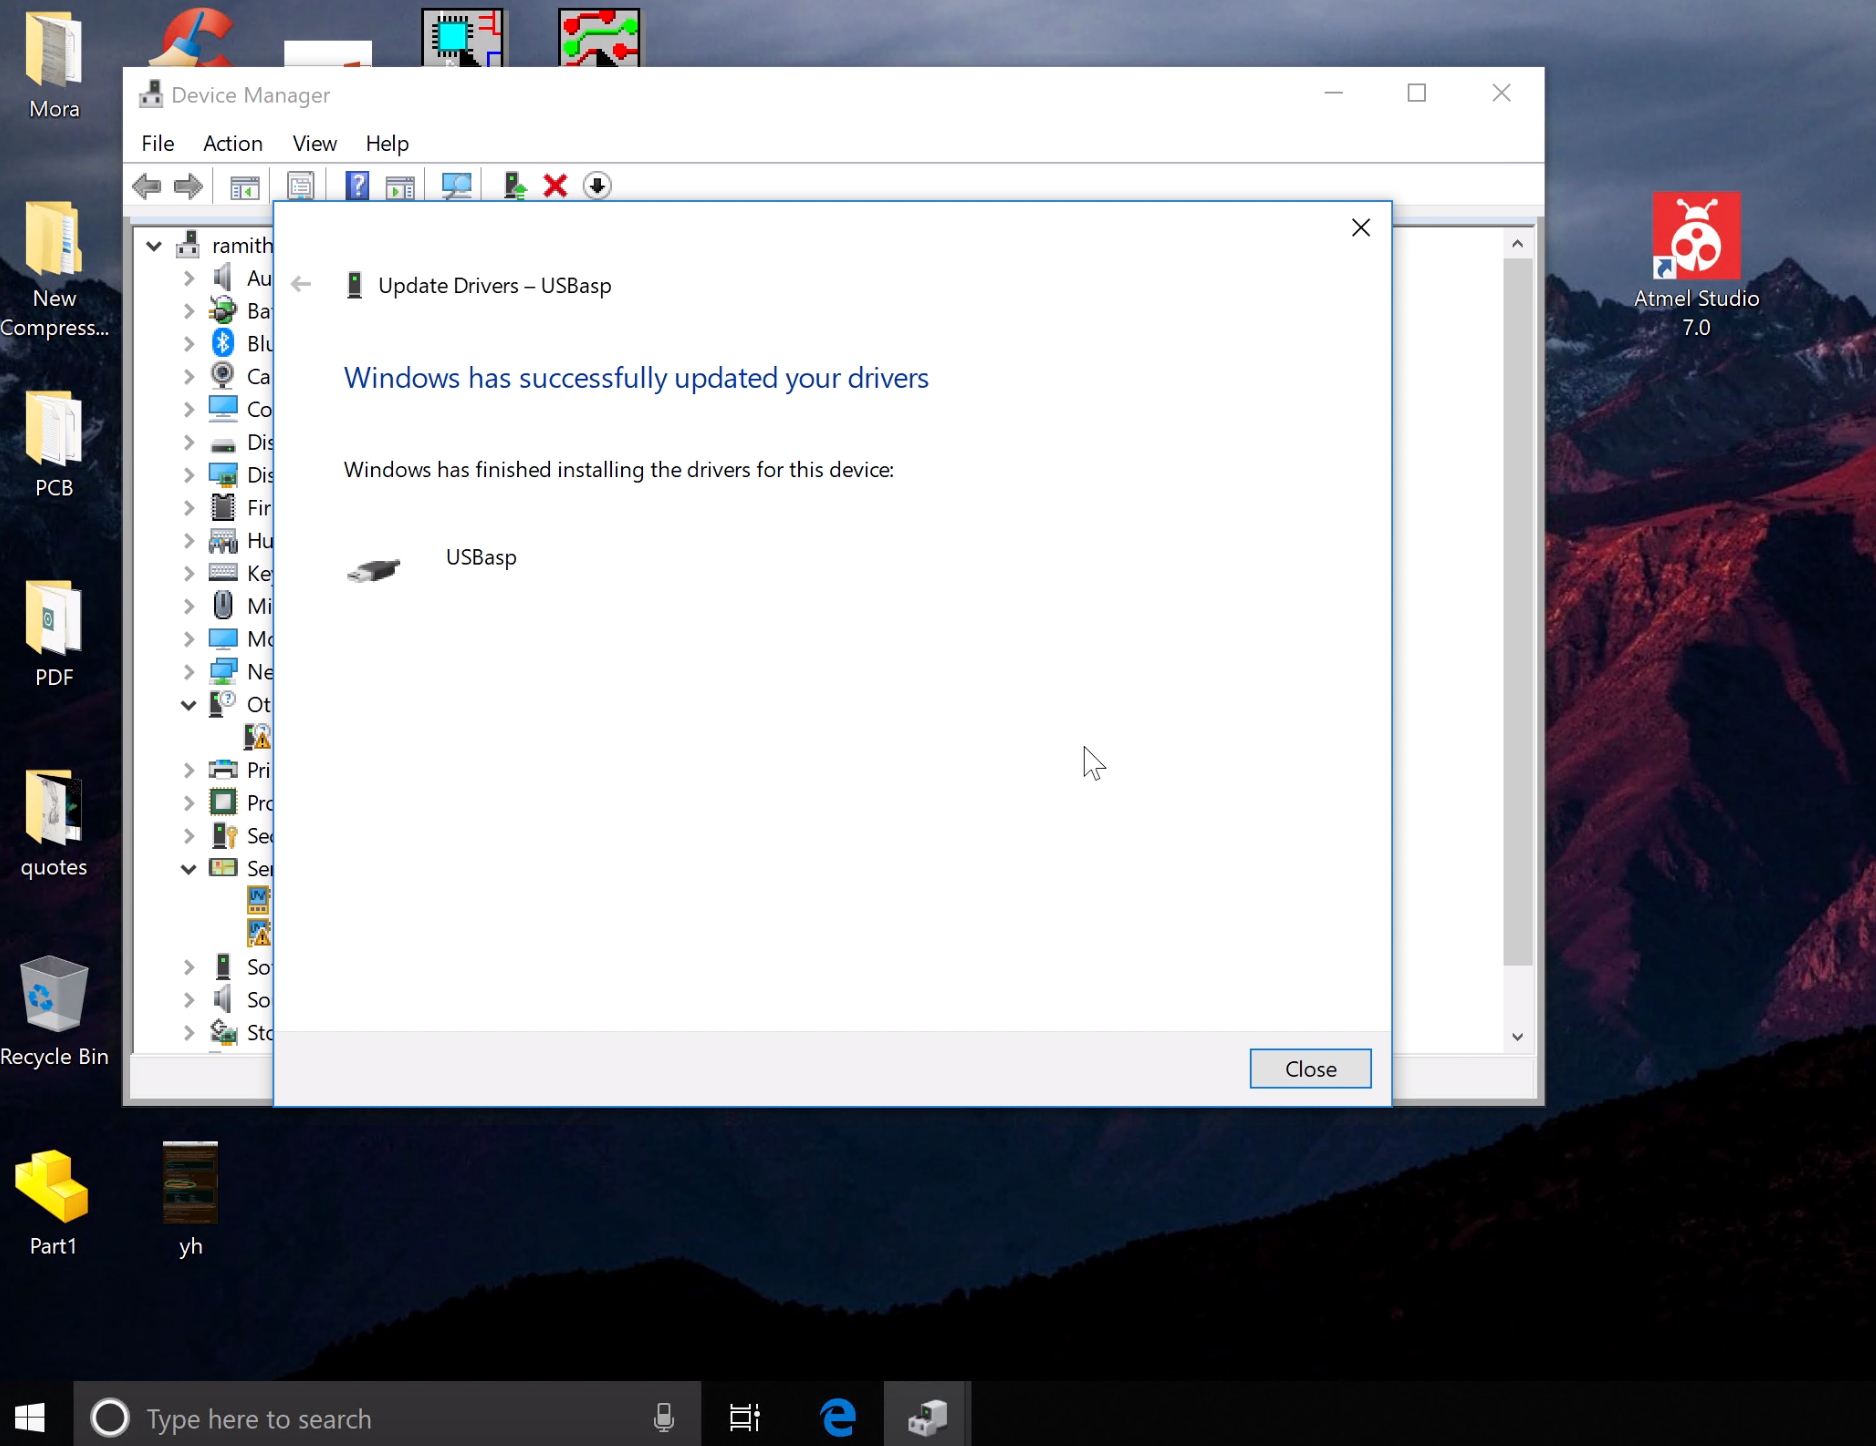 Mora
New
Compress...
PCB
PDF
quotes
Recycle Bin
Part1
yh
Atmel Studio
7.0
Device Manager
File Action View Help
ramith
Au
Bat
Blu
Ca
Co
Dis
Dis
Fir
Hu
Key
Mi
Mo
Ne
Ot
Pri
Pro
Sec
Ser
So
Sto
Update Drivers – USBasp
Windows has successfully updated your drivers
Windows has finished installing the drivers for this device:
USBasp
Close
Type here to search